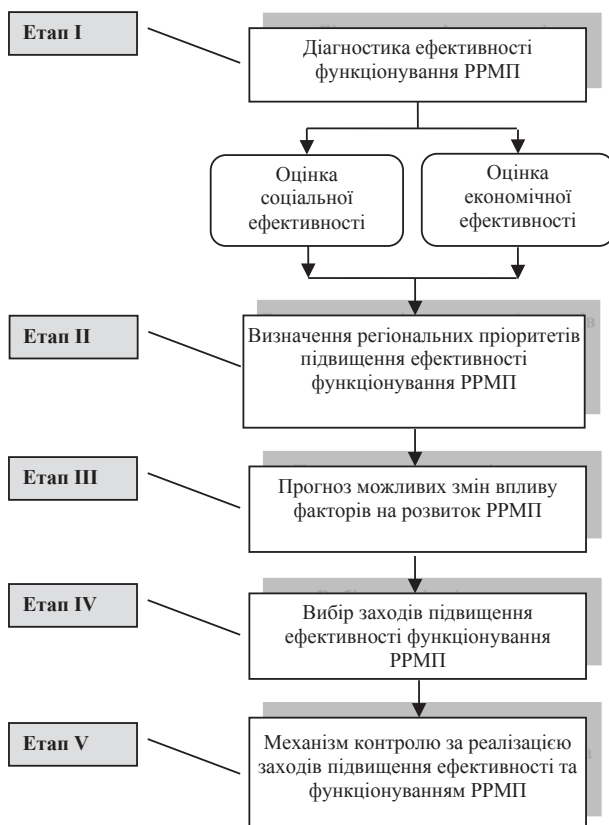 Етап I
Діагностика ефективності
функціонування РРМП
Оцінка
соціальної
ефективності
Оцінка
економічної
ефективності
Етап II
Визначення регіональних пріоритетів
підвищення ефективності
функціонування РРМП
Етап III
Прогноз можливих змін впливу
факторів на розвиток РРМП
Етап IV
Вибір заходів підвищення
ефективності функціонування
РРМП
Етап V
Механізм контролю за реалізацією
заходів підвищення ефективності та
функціонуванням РРМП